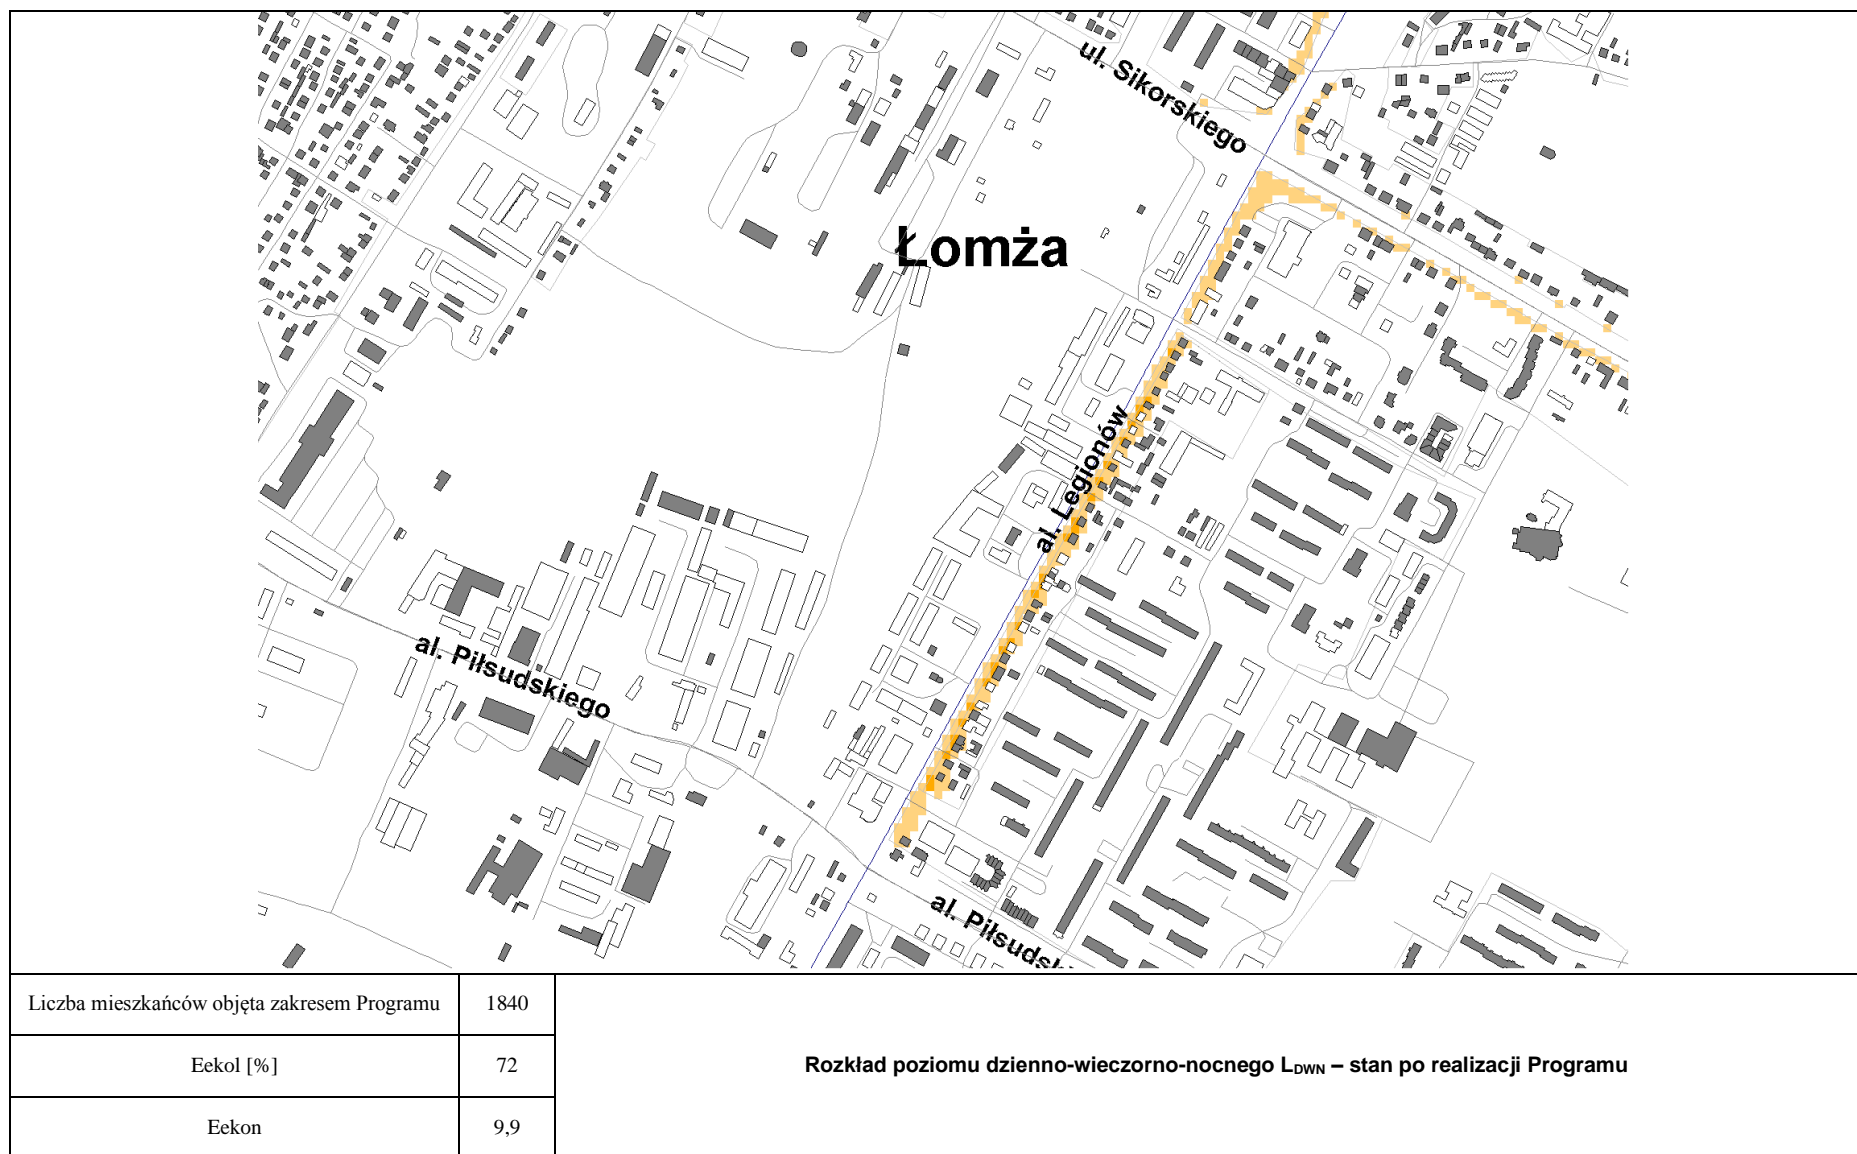 ul. Sikorskiego
Łomża
al. Legionów
al. Piłsudskiego
al. Piłsudski
Liczba mieszkańców objęta zakresem Programu 1840
Eekol [%] 72
Rozkład poziomu dzienno-wieczorno-nocnego LDWN – stan po realizacji Programu
Eekon 9,9